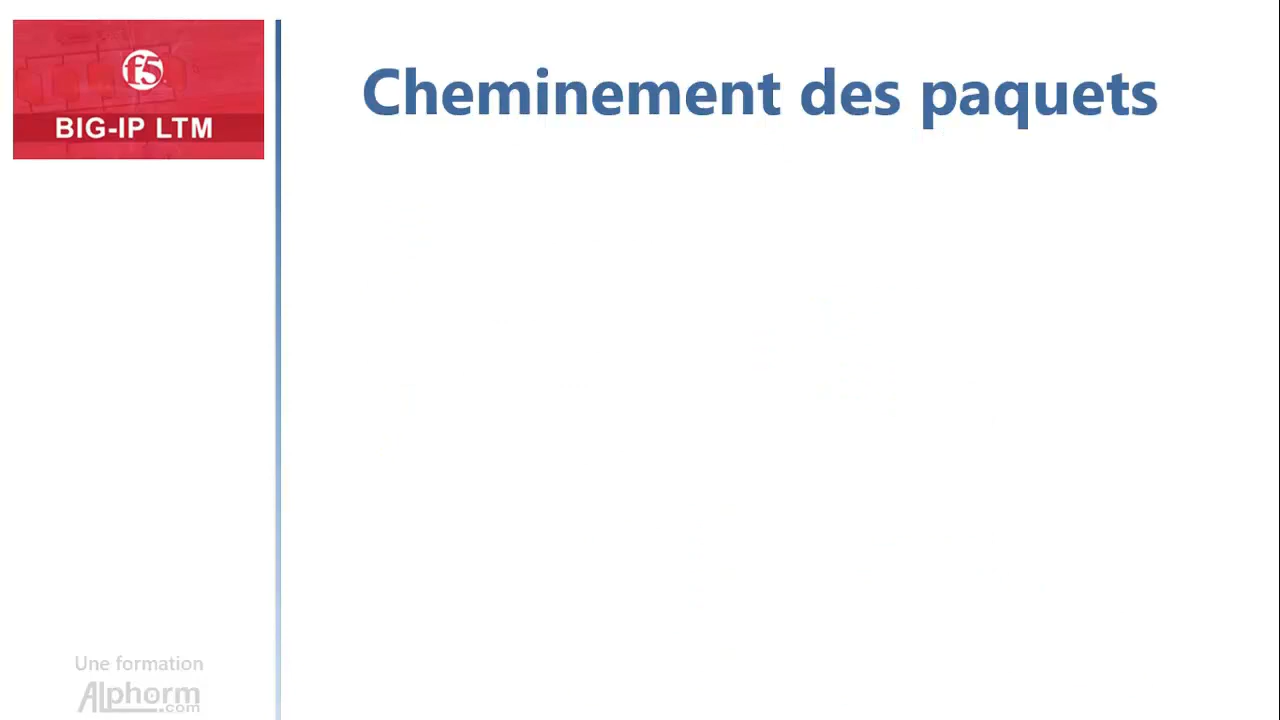 f5
BIG-IP LTM
Cheminement des paquets
Une formation
Alphorm
.com